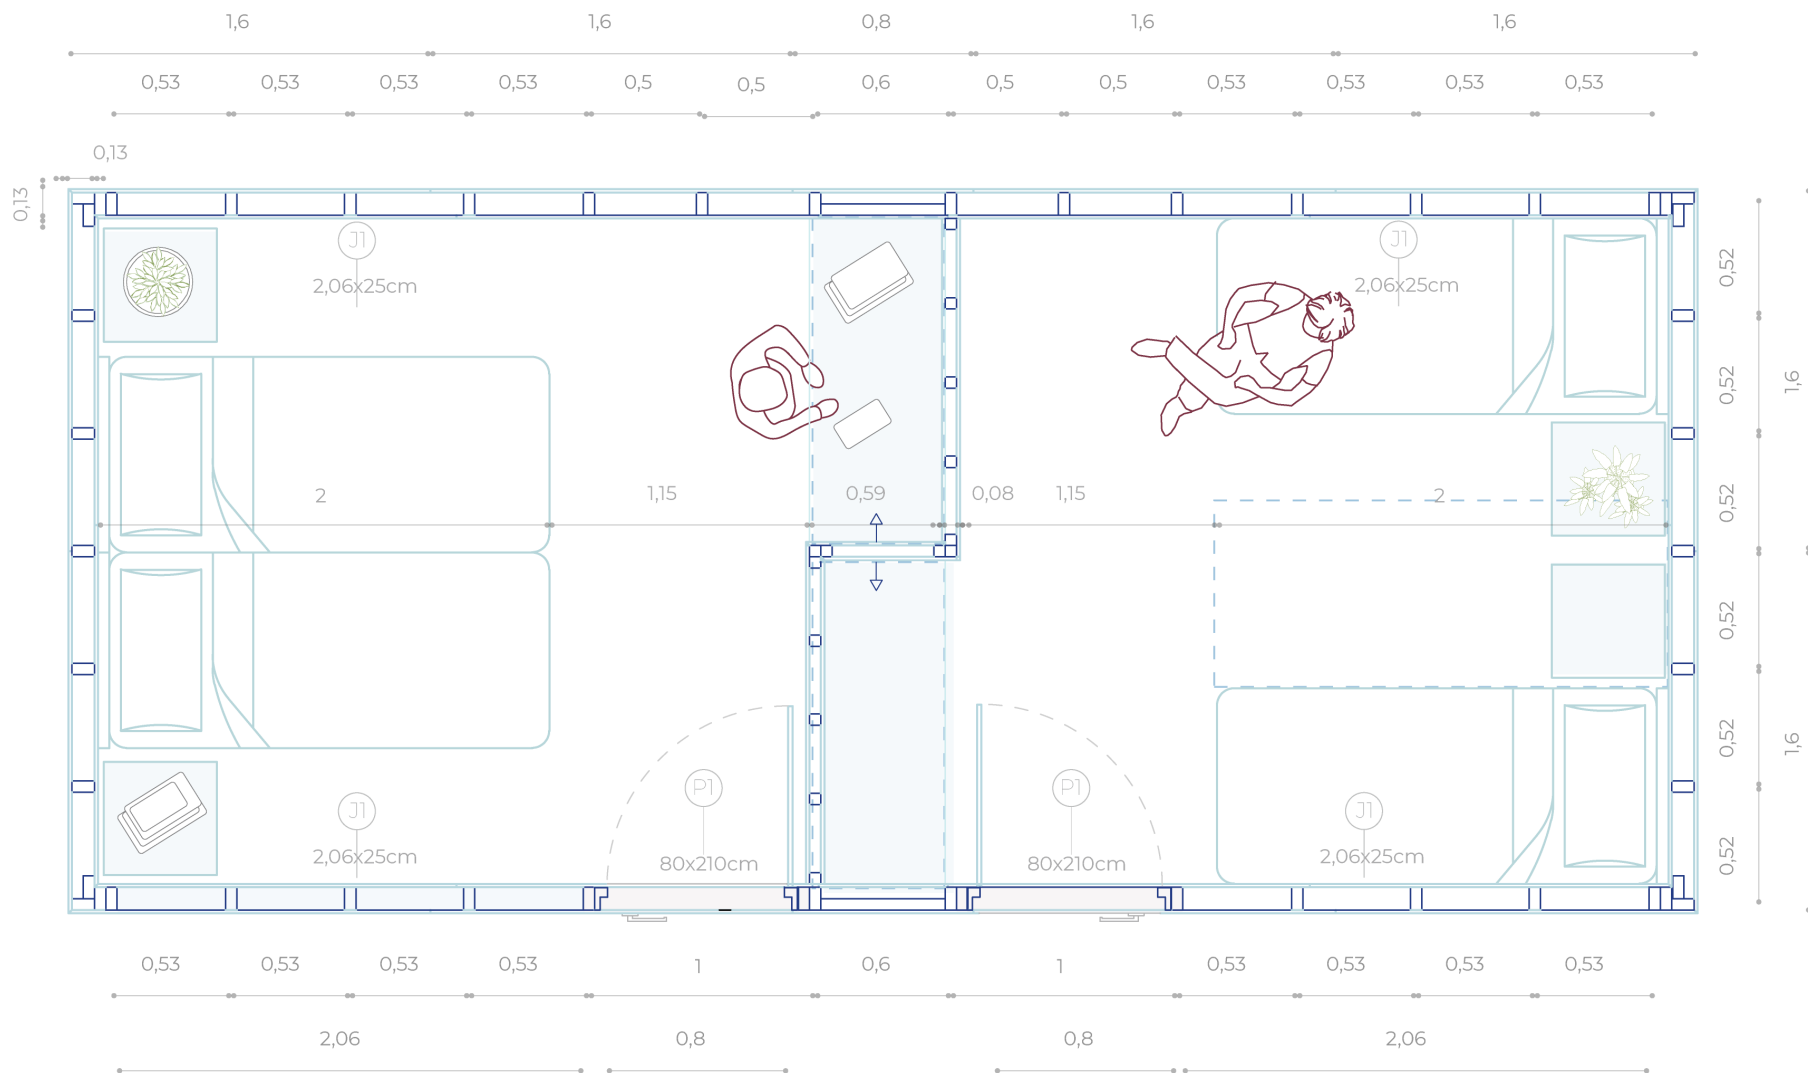 1,6 1,6 0,8 1,6 1,6
0,53 0,53 0,53 0,53 0,5 0,5 0,6 0,5 0,5 0,53 0,53 0,53 0,53
0,13
0,13
J1 J1
2,06x25cm 2,06x25cm
0,52
0,52
1,6
2 1,15 0,59 0,08 1,15 2
0,52
0,52
0,52
1,6
P1 P1
J1 J1
2,06x25cm 80x210cm 80x210cm 2,06x25cm
0,52
0,53 0,53 0,53 0,53 1 0,6 1 0,53 0,53 0,53 0,53
2,06 0,8 0,8 2,06